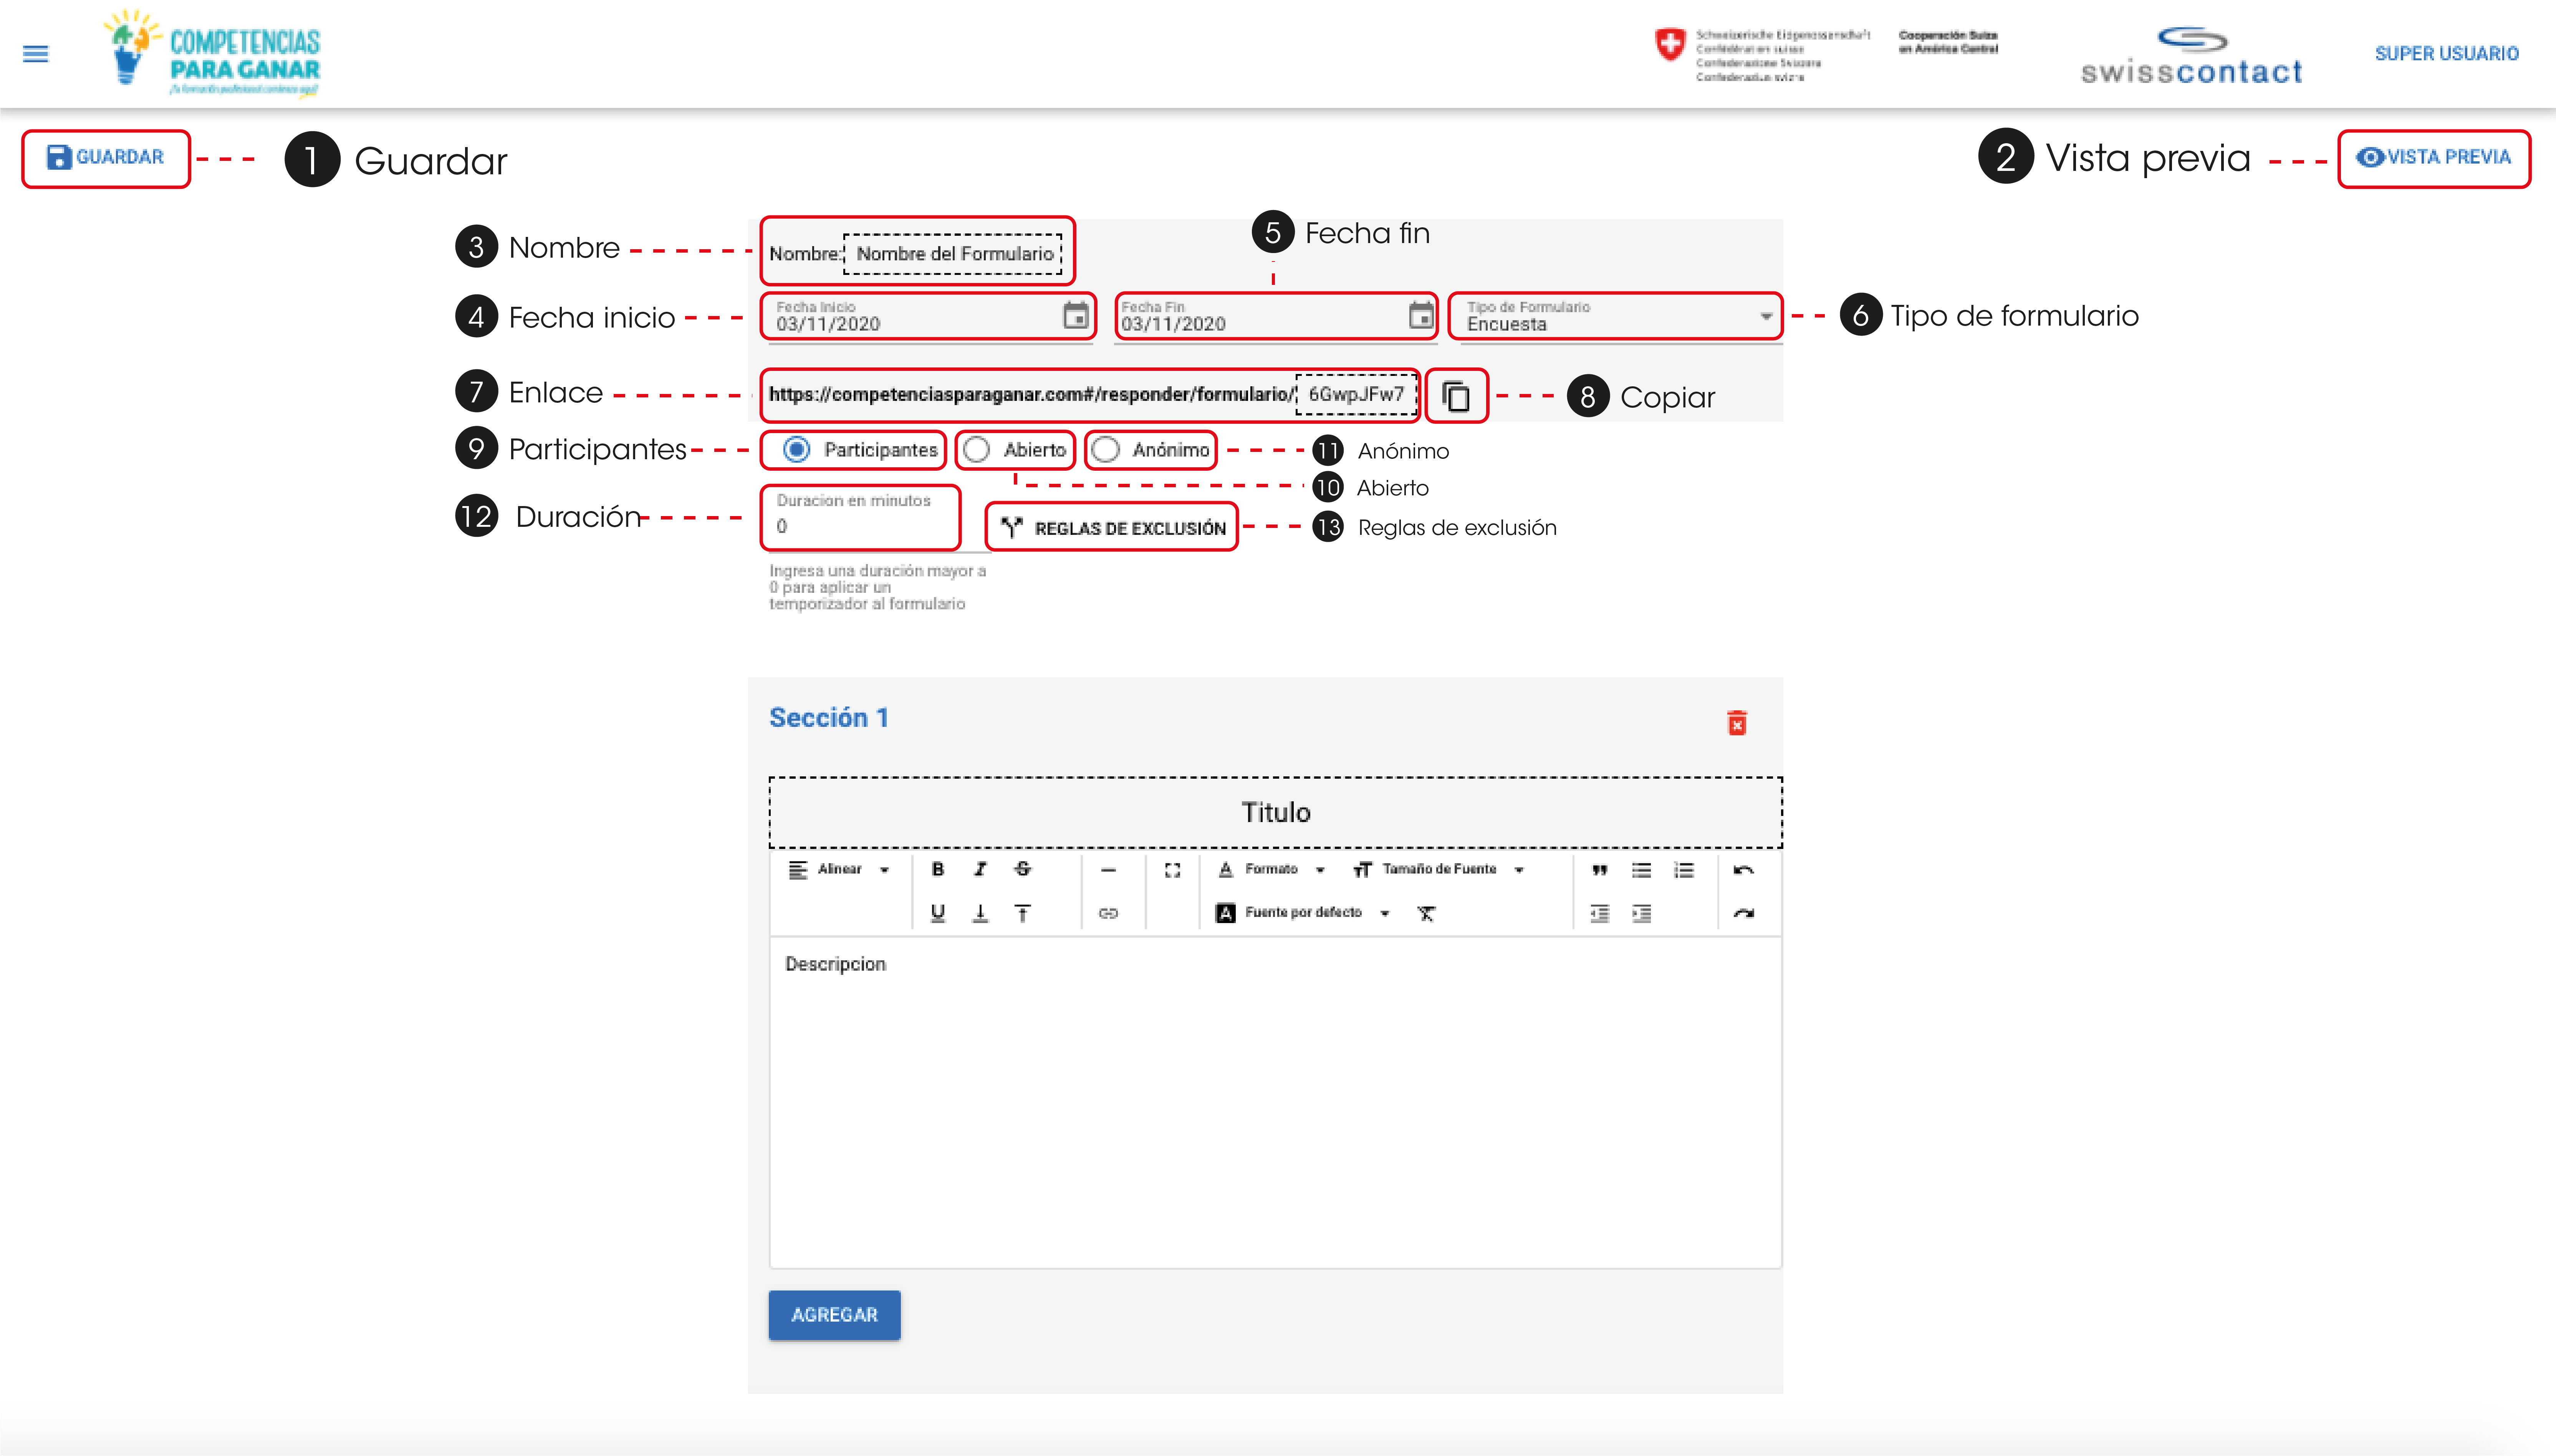 COMPETENCIAS
PARA GANAR
¡Tu formación profesional comienza aquí!
Schweizerische Eidgenossenschaft
Confédération suisse
Confederazione Svizzera
Confederaziun svizra
Cooperación Suiza
en América Central
swisscontact
SUPER USUARIO
GUARDAR
1 Guardar
2 Vista previa
VISTA PREVIA
3 Nombre
Nombre: Nombre del Formulario
5 Fecha fin
4 Fecha inicio
Fecha Inicio
03/11/2020
Fecha Fin
03/11/2020
Tipo de Formulario
Encuesta
6 Tipo de formulario
7 Enlace
https://competenciasparaganar.com#/responder/formulario/ 6GwpJFw7
8 Copiar
9 Participantes
Participantes
Abierto
Anónimo
11 Anónimo
10 Abierto
12 Duración
Duracion en minutos
0
REGLAS DE EXCLUSIÓN
13 Reglas de exclusión
Ingresa una duración mayor a
0 para aplicar un
temporizador al formulario
Sección 1
Titulo
Alinear
Formato
Tamaño de Fuente
Fuente por defecto
Descripcion
AGREGAR